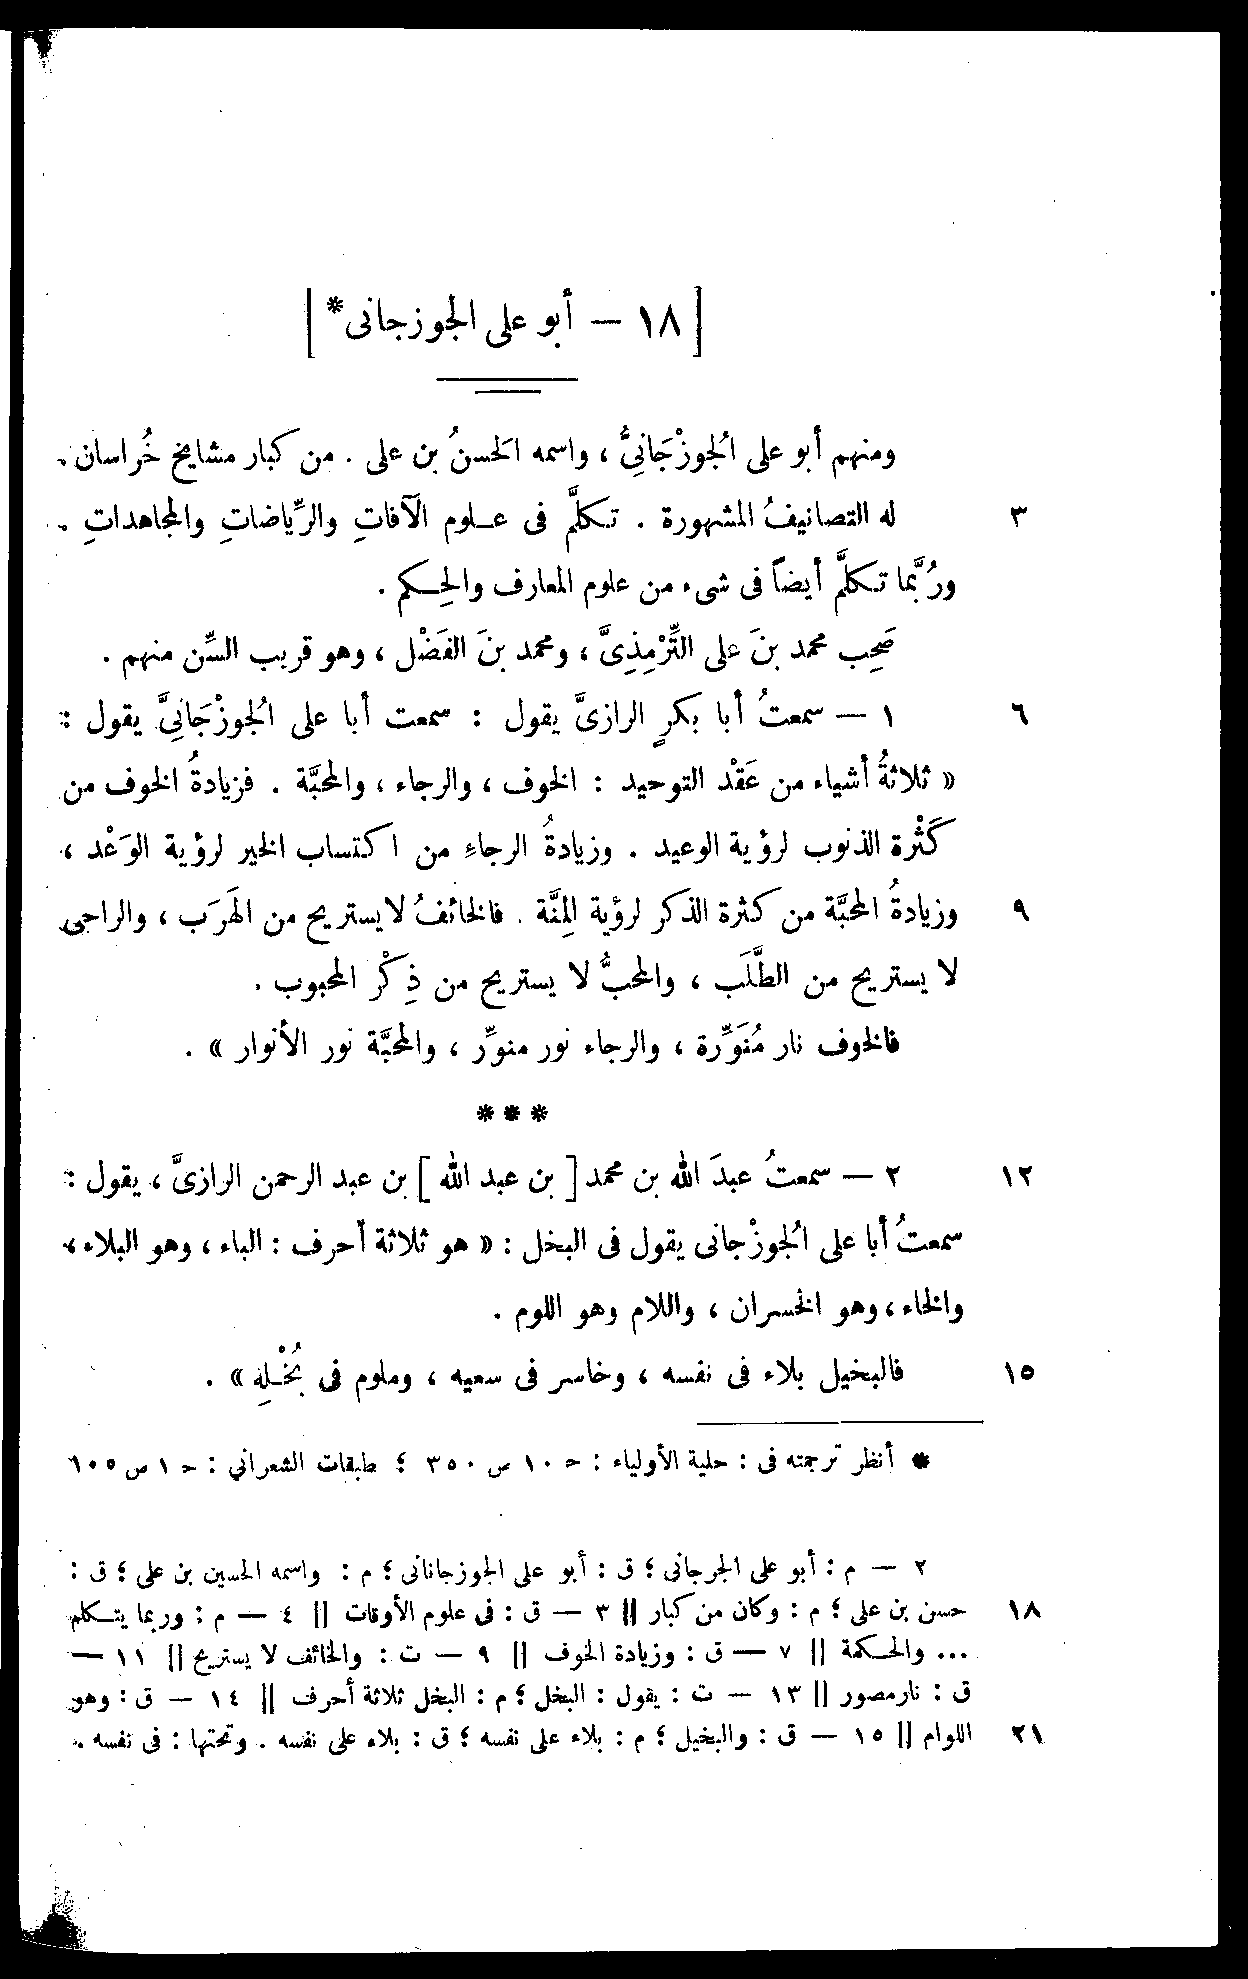 [ ١٨ — أبو على الجوزجانى* ]
ومنهم أبو على الجُوزْجَانِىُّ ، واسمه الحَسنُ بن على . من كبار مشايخ خُراسان .
٣ له التصانيفُ المشهورة . تكلَّم فى علوم الآفاتِ والرِّياضاتِ والمجاهداتِ .
ورُبَّما تكلَّم أيضاً فى شىء من علوم المعارف والحِكم .
صَحِب محمد بنَ على التِّرْمِذِىَّ ، ومحمد بنَ الفَضْل ، وهو قريب السِّن منهم .
٦ ١ — سمعتُ أبا بكرٍ الرازىَّ يقول : سمعت أبا على الجُوزْجَانِىَّ يقول :
« ثلاثةُ أشياء من عَقْد التوحيد : الخوف ، والرجاء ، والمحبَّة . فزيادةُ الخوف من
كَثْرة الذنوب لرؤية الوعيد . وزيادةُ الرجاءِ من اكتساب الخير لرؤية الوَعْد ،
٩ وزيادةُ المحبَّة من كثرة الذكر لرؤية المِنَّة . فالخائفُ لا يستريح من الهَرَب ، والراجى
لا يستريح من الطَّلَب ، والمحبُّ لا يستريح من ذِكْر المحبوب .
فالخوف نار مُنَوِّرة ، والرجاء نور منوِّر ، والمحبَّة نور الأنوار » .
***
١٢ ٢ — سمعتُ عبدَ الله بن محمد [ بن عبد الله ] بن عبد الرحمن الرازىَّ ، يقول :
سمعتُ أبا على الجُوزْجانى يقول فى البخل : « هو ثلاثة أحرف : الباء ، وهو البلاء ،
والخاء ، وهو الخسران ، واللام وهو اللوم .
١٥ فالبخيل بلاء فى نفسه ، وخاسر فى سعيه ، وملوم فى بُخْلِه » .
* أنظر ترجمته فى : حلية الأولياء : حـ ١٠ ص ٣٥٠ ؛ طبقات الشعراني : حـ ١ ص ١٠٥
٢ — م : أبو على الجرجانى ؛ ق : أبو على الجوزجانانى ؛ م : واسمه الحسين بن على ؛ ق :
١٨ حسن بن على ؛ م : وكان من كبار || ٣ — ق : فى علوم الأوقات || ٤ — م : وربما يتكلم
... والحكمة || ٧ — ق : وزيادة الخوف || ٩ — ت : والخائف لا يستريح || ١١ —
ق : نارمصور || ١٣ — ت : يقول : البخل ؛ م : البخل ثلاثة أحرف || ١٤ — ق : وهو
٢١ اللوام || ١٥ — ق : والبخيل ؛ م : بلاء على نفسه ؛ ق : بلاء على نفسه . وتحتها : فى نفسه .